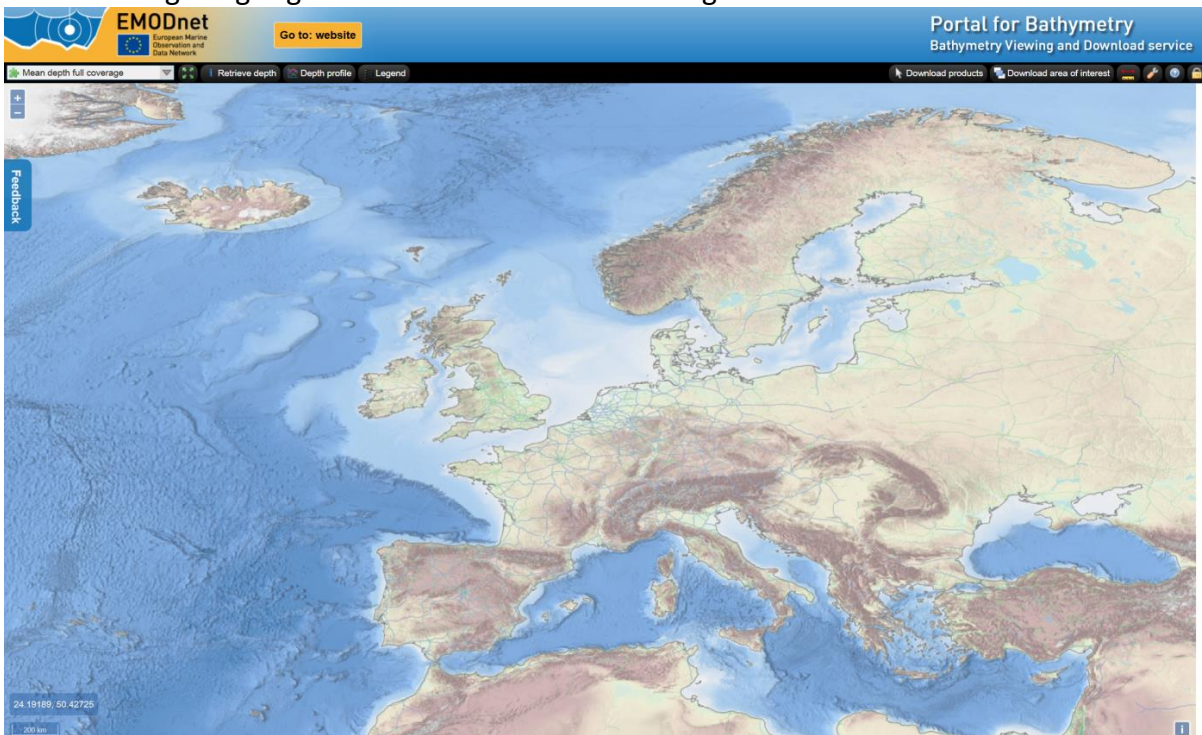 EMODnet
European Marine
Observation and
Data Network
Go to: website
Portal for Bathymetry
Bathymetry Viewing and Download service
Mean depth full coverage
i Retrieve depth
Depth profile
Legend
Download products
Download area of interest
+
−
Feedback
24.19189, 50.42725
200 km
i